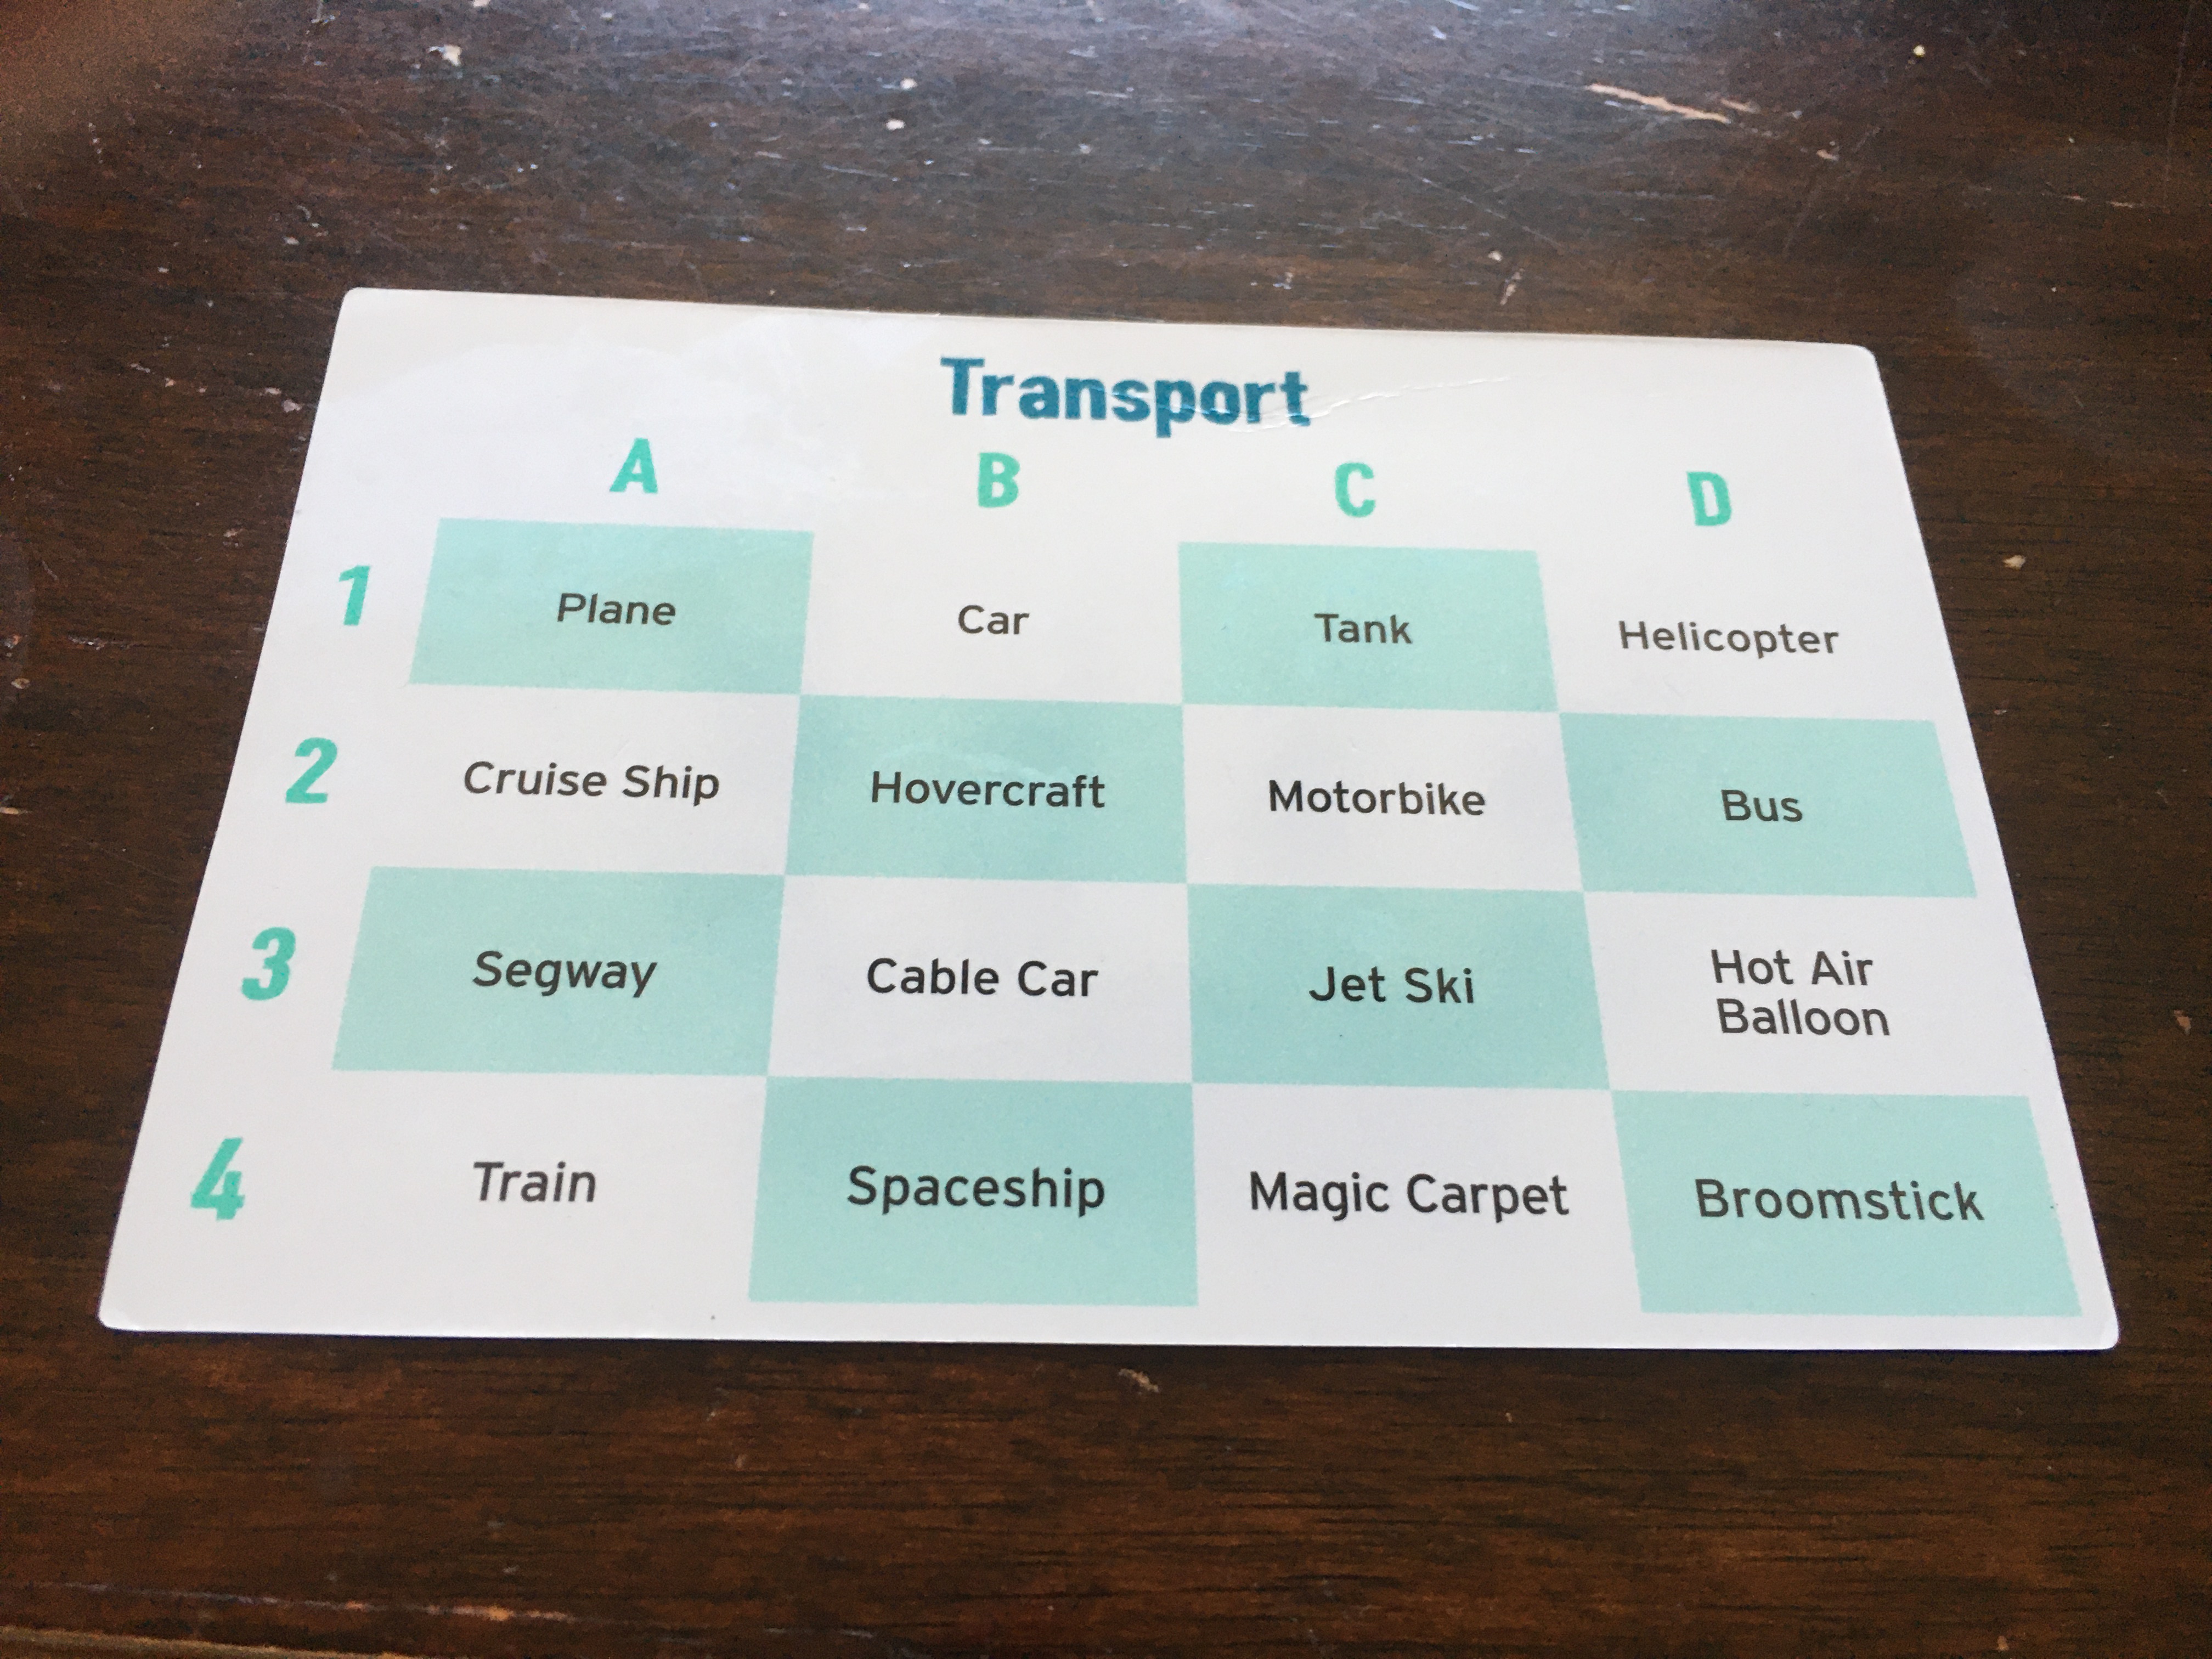 Transport
A B C D
1 Plane Car Tank Helicopter
2 Cruise Ship Hovercraft Motorbike Bus
3 Segway Cable Car Jet Ski Hot Air
Balloon
4 Train Spaceship Magic Carpet Broomstick